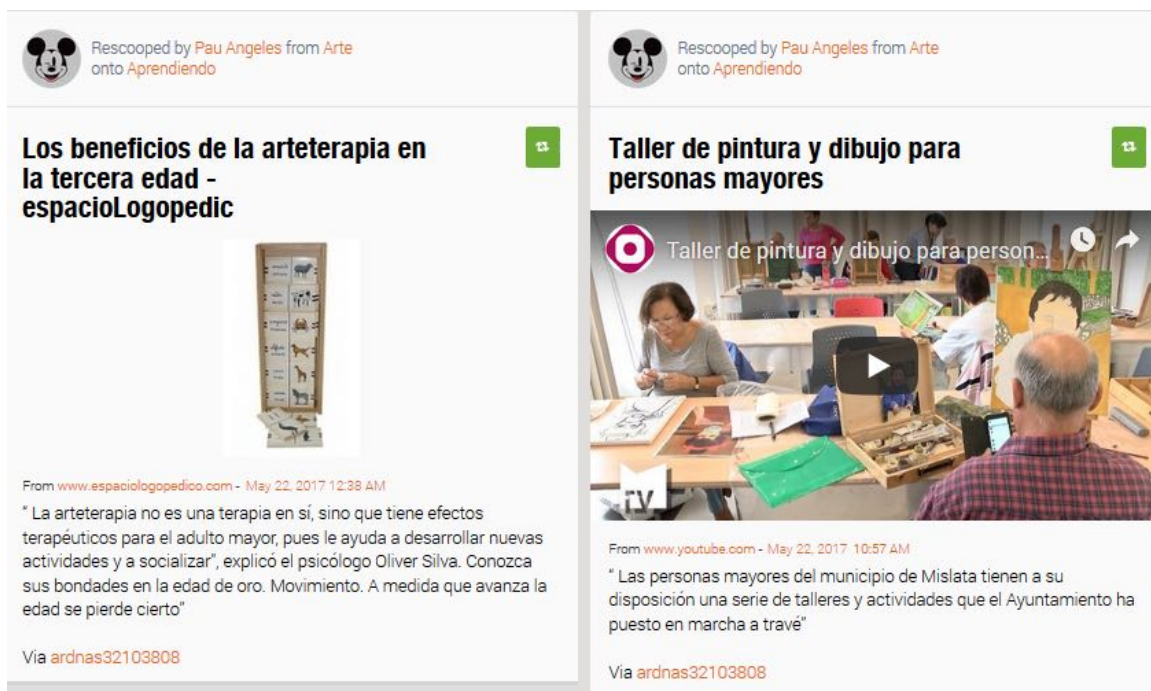 Rescooped by Pau Angeles from Arte
onto Aprendiendo
Los beneficios de la arteterapia en
la tercera edad -
espacioLogopedic
From www.espaciologopedico.com - May 22, 2017 12:38 AM
“ La arteterapia no es una terapia en sí, sino que tiene efectos
terapéuticos para el adulto mayor, pues le ayuda a desarrollar nuevas
actividades y a socializar”, explicó el psicólogo Oliver Silva. Conozca
sus bondades en la edad de oro. Movimiento. A medida que avanza la
edad se pierde cierto”
Via ardnas32103808
Rescooped by Pau Angeles from Arte
onto Aprendiendo
Taller de pintura y dibujo para
personas mayores
Taller de pintura y dibujo para person...
TV
From www.youtube.com - May 22, 2017 10:57 AM
“ Las personas mayores del municipio de Mislata tienen a su
disposición una serie de talleres y actividades que el Ayuntamiento ha
puesto en marcha a travé”
Via ardnas32103808